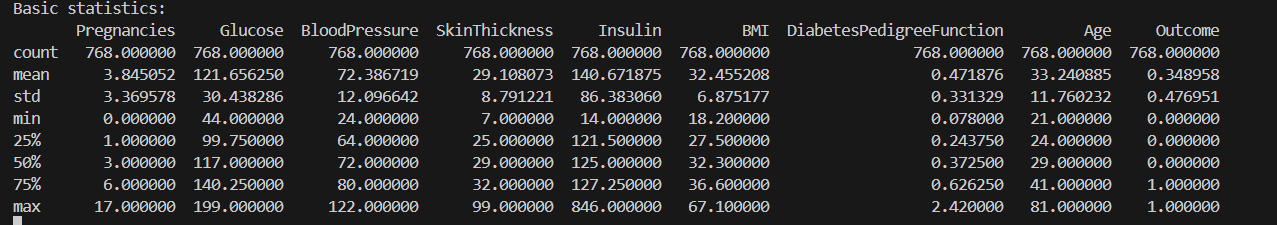 Basic statistics:
Pregnancies Glucose BloodPressure SkinThickness Insulin BMI DiabetesPedigreeFunction Age Outcome
count 768.000000 768.000000 768.000000 768.000000 768.000000 768.000000 768.000000 768.000000 768.000000
mean 3.845052 121.656250 72.386719 29.108073 140.671875 32.455208 0.471876 33.240885 0.348958
std 3.369578 30.438286 12.096642 8.791221 86.383060 6.875177 0.331329 11.760232 0.476951
min 0.000000 44.000000 24.000000 7.000000 14.000000 18.200000 0.078000 21.000000 0.000000
25% 1.000000 99.750000 64.000000 25.000000 121.500000 27.500000 0.243750 24.000000 0.000000
50% 3.000000 117.000000 72.000000 29.000000 125.000000 32.300000 0.372500 29.000000 0.000000
75% 6.000000 140.250000 80.000000 32.000000 127.250000 36.600000 0.626250 41.000000 1.000000
max 17.000000 199.000000 122.000000 99.000000 846.000000 67.100000 2.420000 81.000000 1.000000